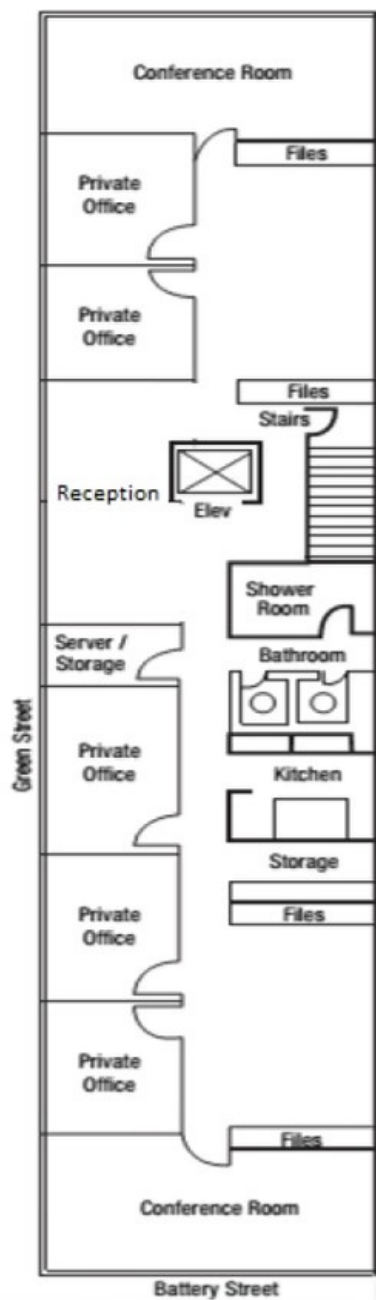 Conference Room
Files
Private
Office
Private
Office
Files
Stairs
Reception
Elev
Shower
Room
Server /
Storage
Bathroom
Green Street
Private
Office
Kitchen
Storage
Private
Office
Files
Private
Office
Files
Conference Room
Battery Street